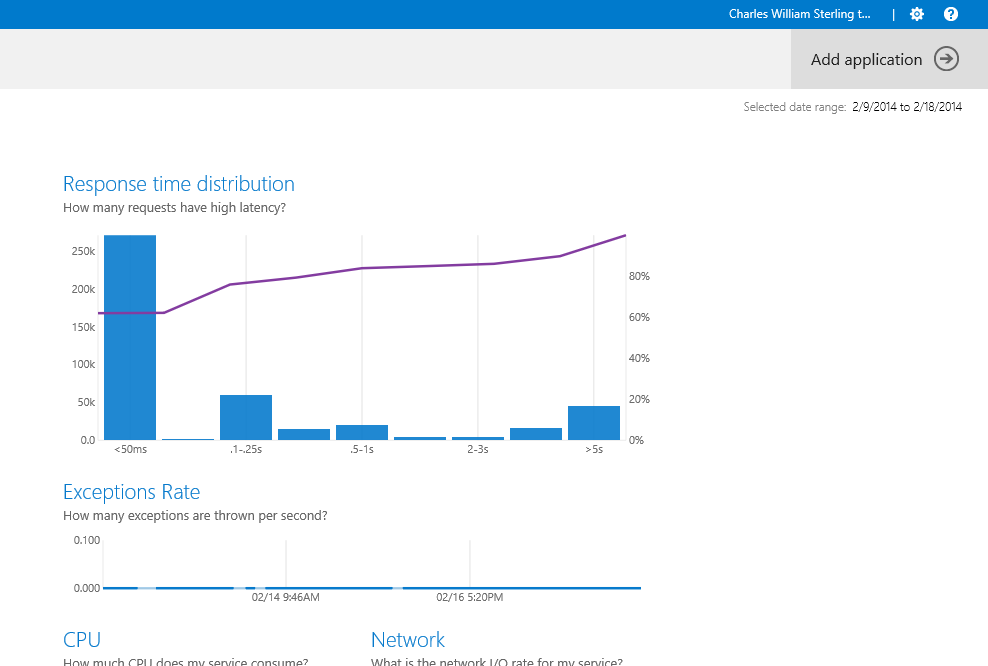 Charles William Sterling t... |
Add application
Selected date range: 2/9/2014 to 2/18/2014
Response time distribution
How many requests have high latency?
250k
200k
150k
100k
50k
0.0
80%
60%
40%
20%
0%
<50ms .1-.25s .5-1s 2-3s >5s
Exceptions Rate
How many exceptions are thrown per second?
0.100
0.000
02/14 9:46AM 02/16 5:20PM
CPU
How much CPU does my service consume?
Network
What is the network I/O rate for my service?